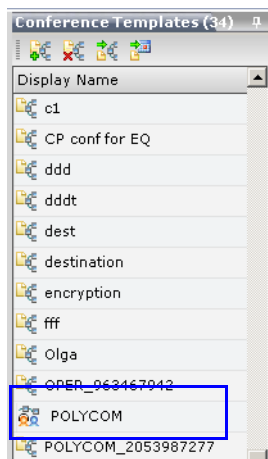 Conference Templates (34)
Display Name
c1
CP conf for EQ
ddd
dddt
dest
destination
encryption
fff
Olga
OPER_963467942
POLYCOM
POLYCOM_2053987277